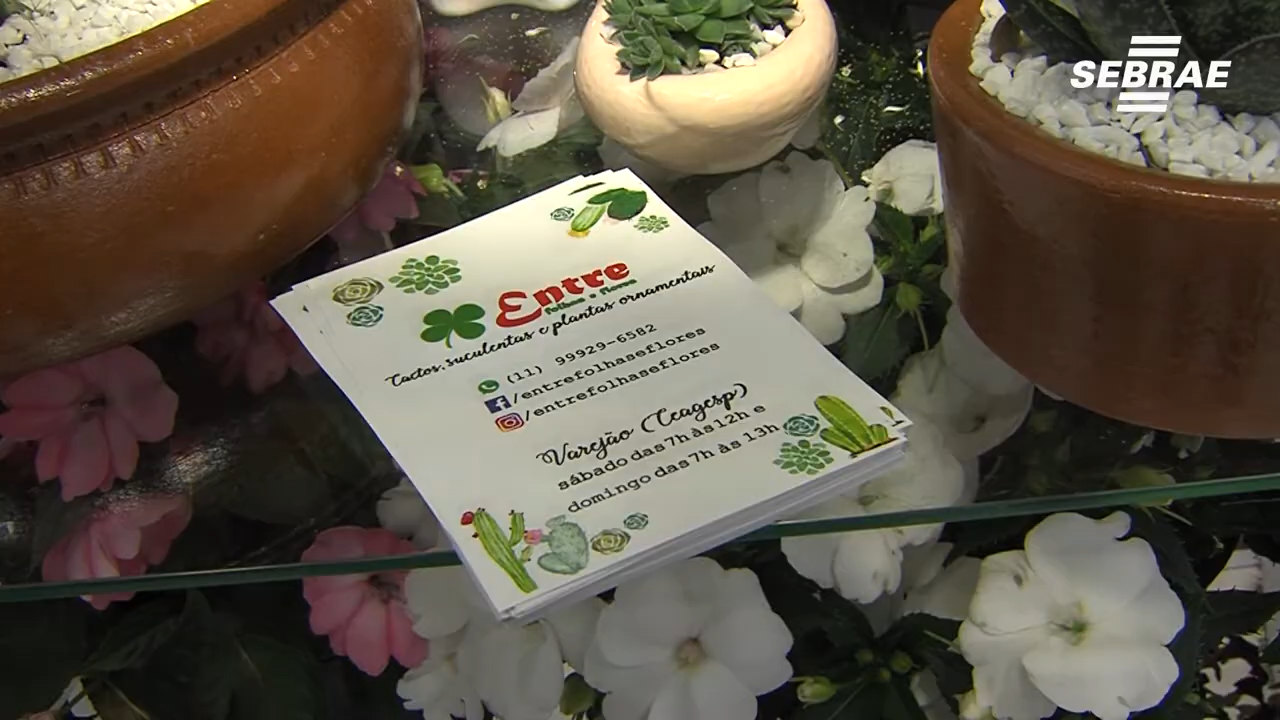 SEBRAE
Entre
folhas e flores
Cactos, suculentas e plantas ornamentais
(11) 99929-6582
/entrefolhaseflores
/entrefolhaseflores
Varejão (Ceagesp)
sábado das 7h às 12h e
domingo das 7h às 13h